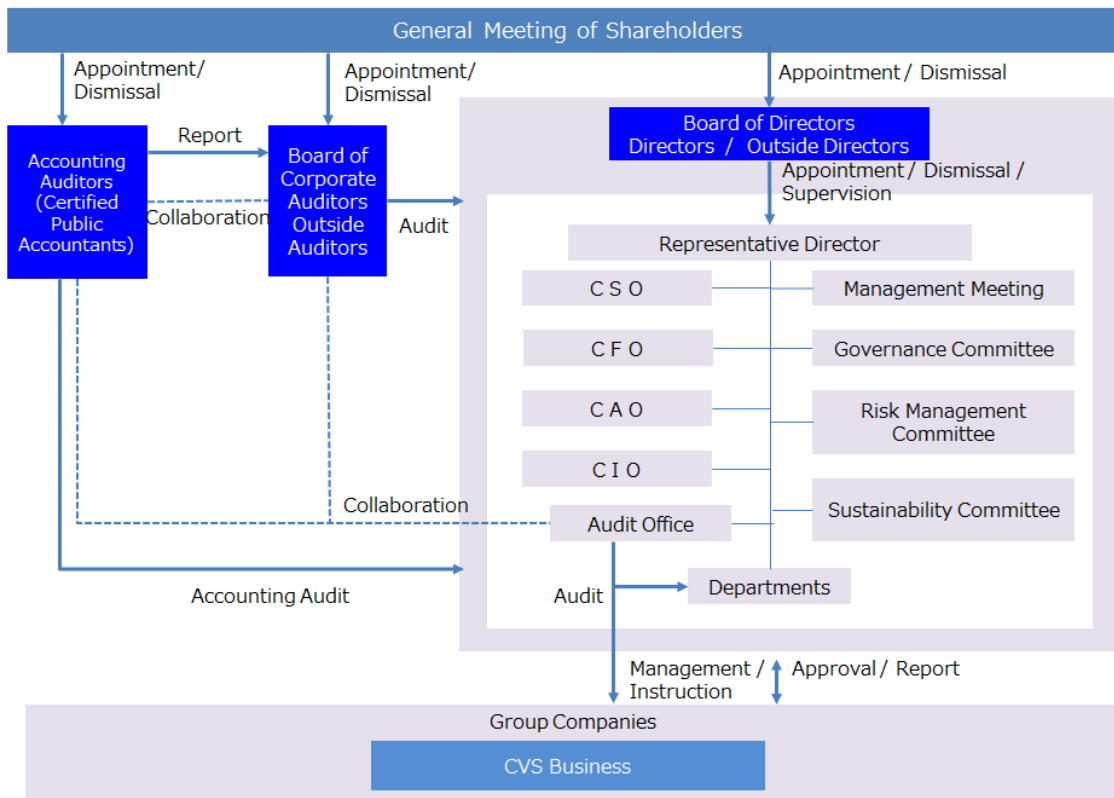 General Meeting of Shareholders
Appointment/
Dismissal
Appointment/
Dismissal
Appointment / Dismissal
Accounting
Auditors
(Certified
Public
Accountants)
Report
Collaboration
Board of
Corporate
Auditors
Outside
Auditors
Audit
Board of Directors
Directors / Outside Directors
Appointment / Dismissal /
Supervision
Representative Director
C S O
Management Meeting
C F O
Governance Committee
C A O
Risk Management
Committee
C I O
Collaboration
Sustainability Committee
Audit Office
Accounting Audit
Audit
Departments
Management /
Instruction
Approval / Report
Group Companies
CVS Business